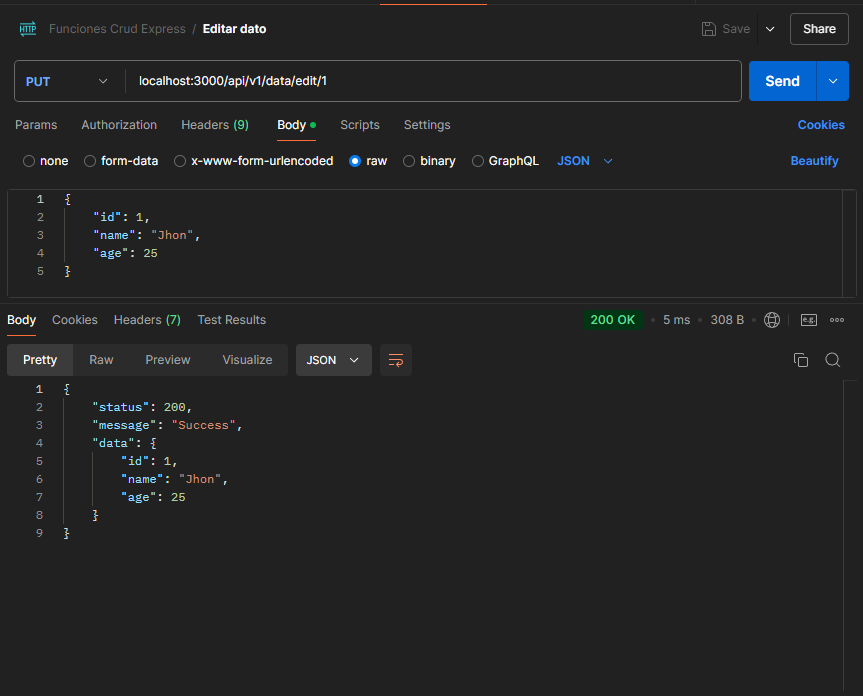 HTTP Funciones Crud Express / Editar dato Save Share
PUT localhost:3000/api/v1/data/edit/1 Send
Params Authorization Headers (9) Body Scripts Settings Cookies
none form-data x-www-form-urlencoded raw binary GraphQL JSON Beautify
1 {
2 "id": 1,
3 "name": "Jhon",
4 "age": 25
5 }
Body Cookies Headers (7) Test Results 200 OK 5 ms 308 B e.g.
Pretty Raw Preview Visualize JSON
1 {
2 "status": 200,
3 "message": "Success",
4 "data": {
5 "id": 1,
6 "name": "Jhon",
7 "age": 25
8 }
9 }